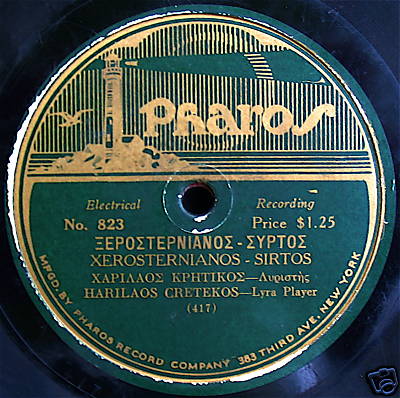 Pharos
Electrical Recording
No. 823 Price $1.25
ΞΕΡΟΣΤΕΡΝΙΑΝΟΣ - ΣΥΡΤΟΣ
XEROSTERNIANOS - SIRTOS
ΧΑΡΙΛΑΟΣ ΚΡΗΤΙΚΟΣ—Λυριστής
HARILAOS CRETEKOS—Lyra Player
(417)
MFGD. BY PHAROS RECORD COMPANY 383 THIRD AVE, NEW YORK